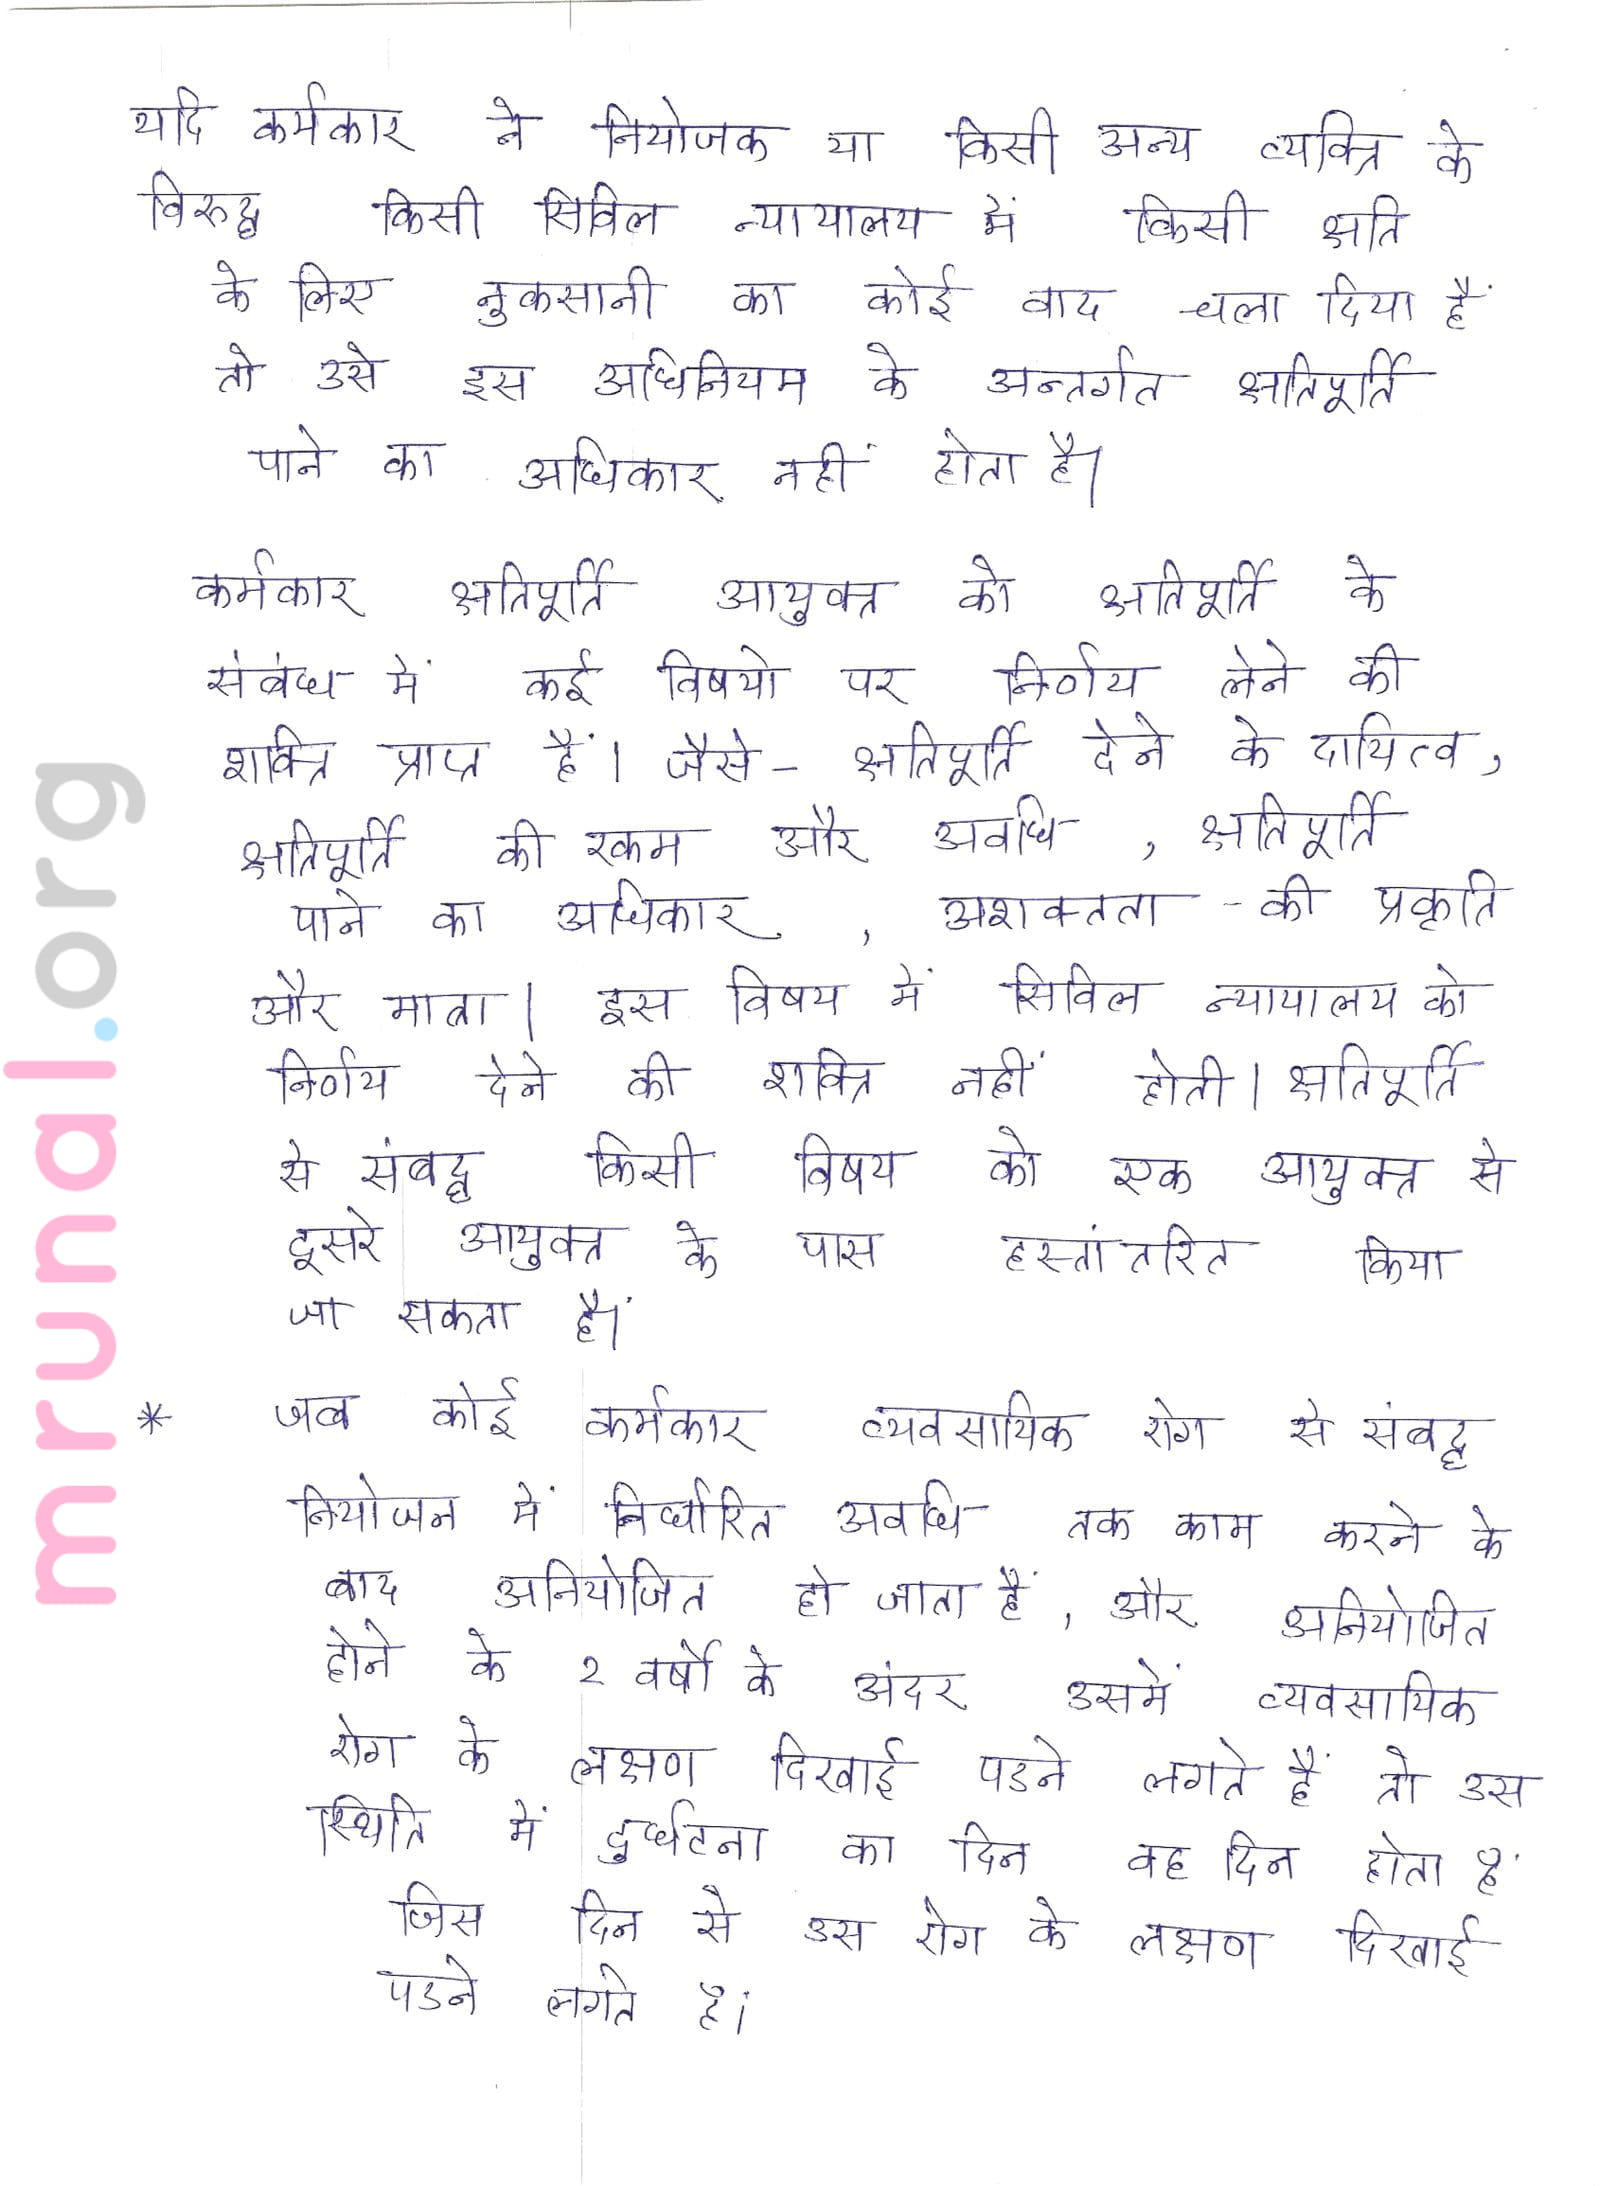 यदि कर्मकार ने नियोजक या किसी अन्य व्यक्ति के
विरुद्ध किसी सिविल न्यायालय में किसी क्षति
के लिए नुकसानी का कोई वाद चला दिया हैं
तो उसे इस अधिनियम के अन्तर्गत क्षतिपूर्ति
पाने का अधिकार नहीं होता है।
कर्मकार क्षतिपूर्ति आयुक्त को क्षतिपूर्ति के
संबंध में कई विषयो पर निर्णय लेने की
शक्ति प्राप्त हैं। जैसे - क्षतिपूर्ति देने के दायित्व,
क्षतिपूर्ति की रकम और अवधि , क्षतिपूर्ति
पाने का अधिकार , अशक्तता - की प्रकृति
और मात्रा। इस विषय में सिविल न्यायालय को
निर्णय देने की शक्ति नहीं होती। क्षतिपूर्ति
से संबद्ध किसी विषय को एक आयुक्त से
दूसरे आयुक्त के पास हस्तांतरित किया
जा सकता हैं।
* जब कोई कर्मकार व्यवसायिक रोग से संबद्ध
नियोजन में निर्धारित अवधि तक काम करने के
बाद अनियोजित हो जाता हैं, और अनियोजित
होने के २ वर्षो के अंदर उसमें व्यवसायिक
रोग के लक्षण दिखाई पडने लगते हैं तो उस
स्थिति में दुर्घटना का दिन वह दिन होता हैं
जिस दिन से उस रोग के लक्षण दिखाई
पडने लगते हैं।
mrunal.org